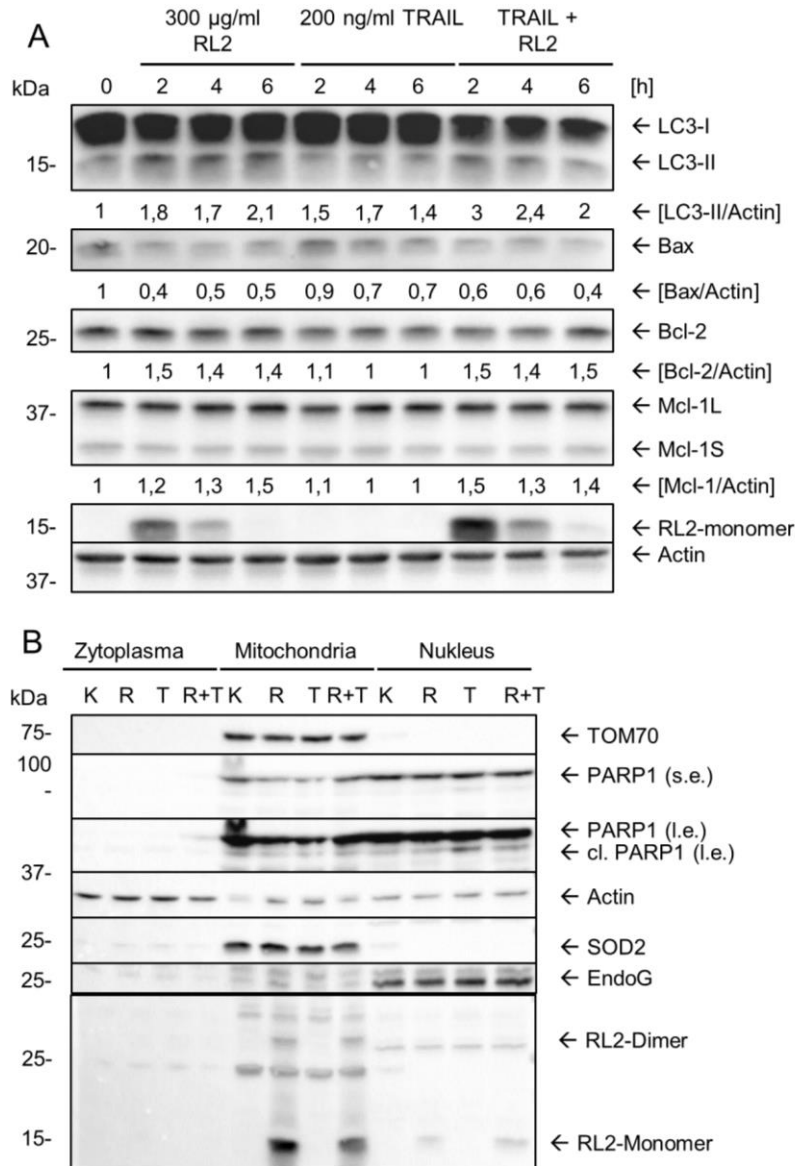 A
300 µg/ml RL2 200 ng/ml TRAIL TRAIL + RL2
kDa 0 2 4 6 2 4 6 2 4 6 [h]
← LC3-I
15- ← LC3-II
1 1,8 1,7 2,1 1,5 1,7 1,4 3 2,4 2 ← [LC3-II/Actin]
20- ← Bax
1 0,4 0,5 0,5 0,9 0,7 0,7 0,6 0,6 0,4 ← [Bax/Actin]
25- ← Bcl-2
1 1,5 1,4 1,4 1,1 1 1 1,5 1,4 1,5 ← [Bcl-2/Actin]
37- ← Mcl-1L
← Mcl-1S
1 1,2 1,3 1,5 1,1 1 1 1,5 1,3 1,4 ← [Mcl-1/Actin]
15- ← RL2-monomer
← Actin
37-
B
Zytoplasma Mitochondria Nukleus
kDa K R T R+T K R T R+T K R T R+T
75- ← TOM70
100
- ← PARP1 (s.e.)
← PARP1 (l.e.)
← cl. PARP1 (l.e.)
37-
← Actin
25- ← SOD2
25- ← EndoG
← RL2-Dimer
25-
15- ← RL2-Monomer